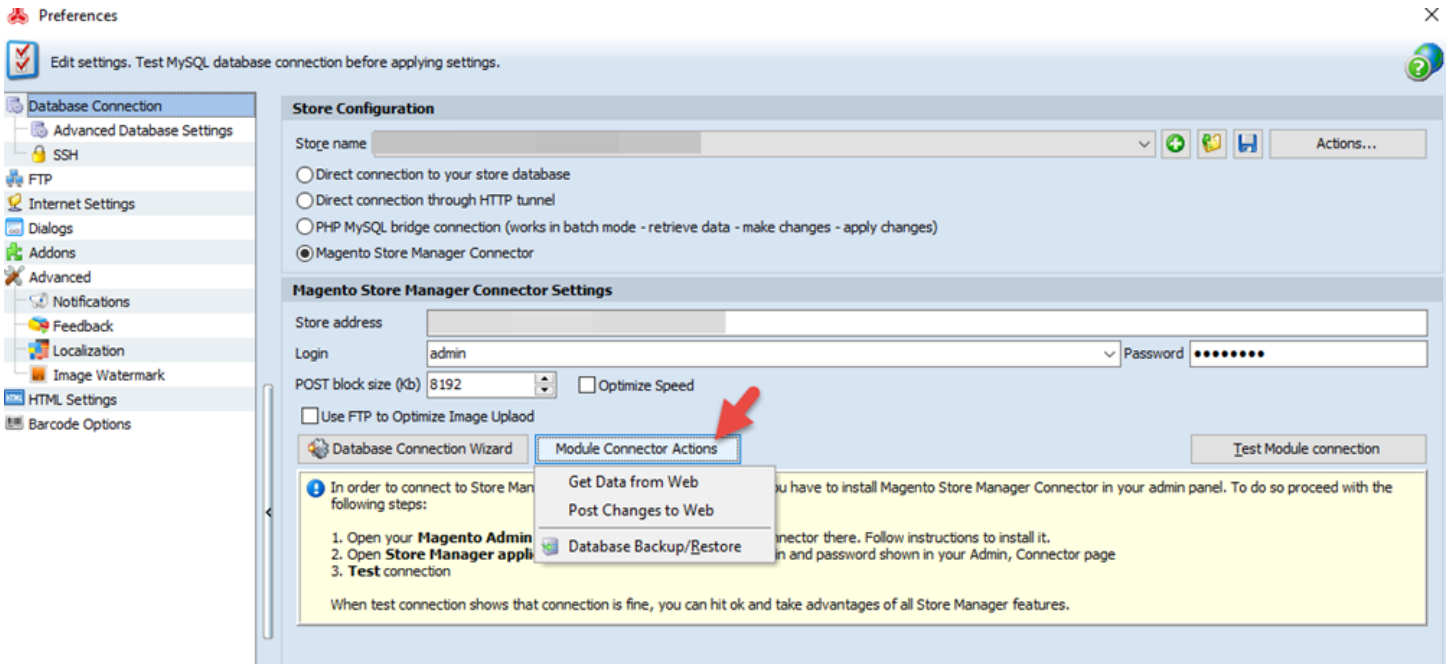 Preferences
Edit settings. Test MySQL database connection before applying settings.
Database Connection
Advanced Database Settings
SSH
FTP
Internet Settings
Dialogs
Addons
Advanced
Notifications
Feedback
Localization
Image Watermark
HTML Settings
Barcode Options
Store Configuration
Store name
Actions...
Direct connection to your store database
Direct connection through HTTP tunnel
PHP MySQL bridge connection (works in batch mode - retrieve data - make changes - apply changes)
Magento Store Manager Connector
Magento Store Manager Connector Settings
Store address
Login admin Password ●●●●●●●●
POST block size (Kb) 8192 Optimize Speed
Use FTP to Optimize Image Uplaod
Database Connection Wizard Module Connector Actions Test Module connection
Get Data from Web
Post Changes to Web
Database Backup/Restore
In order to connect to Store Man ou have to install Magento Store Manager Connector in your admin panel. To do so proceed with the
following steps:
1. Open your Magento Admin nnector there. Follow instructions to install it.
2. Open Store Manager appli in and password shown in your Admin, Connector page
3. Test connection
When test connection shows that connection is fine, you can hit ok and take advantages of all Store Manager features.